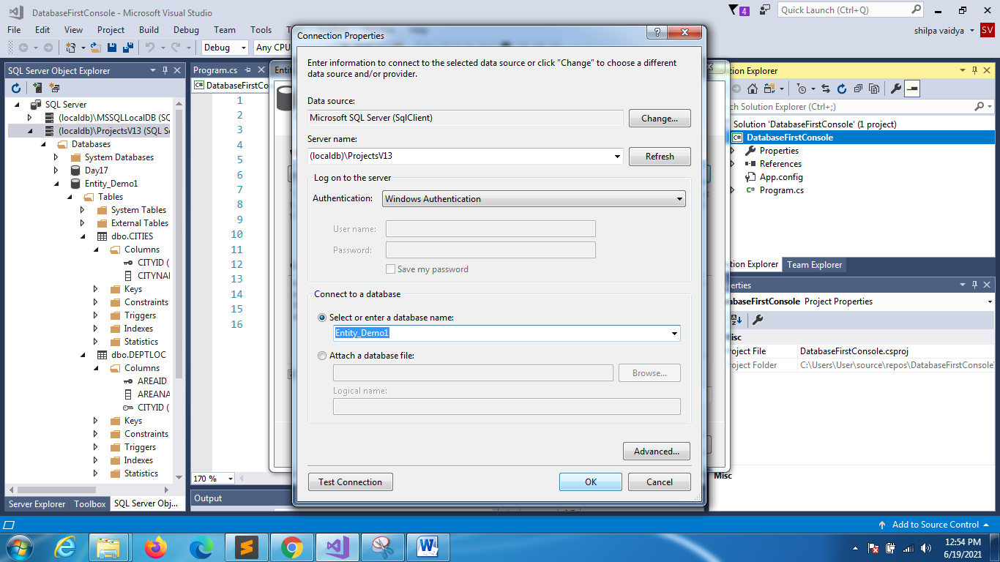 DatabaseFirstConsole - Microsoft Visual Studio
4
Quick Launch (Ctrl+Q)
File Edit View Project Build Debug Team Tools
shilpa vaidya
SV
Debug
Any CPU
SQL Server Object Explorer
SQL Server
(localdb)\MSSQLLocalDB (SQ
(localdb)\ProjectsV13 (SQL S
Databases
System Databases
Day17
Entity_Demo1
Tables
System Tables
External Tables
dbo.CITIES
Columns
CITYID (
CITYNA
Keys
Constraints
Triggers
Indexes
Statistics
dbo.DEPTLOC
Columns
AREAID
AREANA
CITYID (
Keys
Constraints
Triggers
Indexes
Statistics
Server Explorer Toolbox SQL Server Obj...
Program.cs
DatabaseFirstCo
1
2
3
4
5
6
7
8
9
10
11
12
13
14
15
16
170 %
Output
Connection Properties
Enter information to connect to the selected data source or click "Change" to choose a different
data source and/or provider.
Data source:
Microsoft SQL Server (SqlClient)
Change...
Server name:
(localdb)\ProjectsV13
Refresh
Log on to the server
Authentication: Windows Authentication
User name:
Password:
Save my password
Connect to a database
Select or enter a database name:
Entity_Demo1
Attach a database file:
Browse...
Logical name:
Advanced...
Test Connection OK Cancel
tion Explorer
ch Solution Explorer (Ctrl+;)
Solution 'DatabaseFirstConsole' (1 project)
DatabaseFirstConsole
Properties
References
App.config
Program.cs
tion Explorer Team Explorer
erties
abaseFirstConsole Project Properties
isc
roject File DatabaseFirstConsole.csproj
roject Folder C:\Users\User\source\repos\DatabaseFirstConsole
Misc
Add to Source Control
12:54 PM
6/19/2021